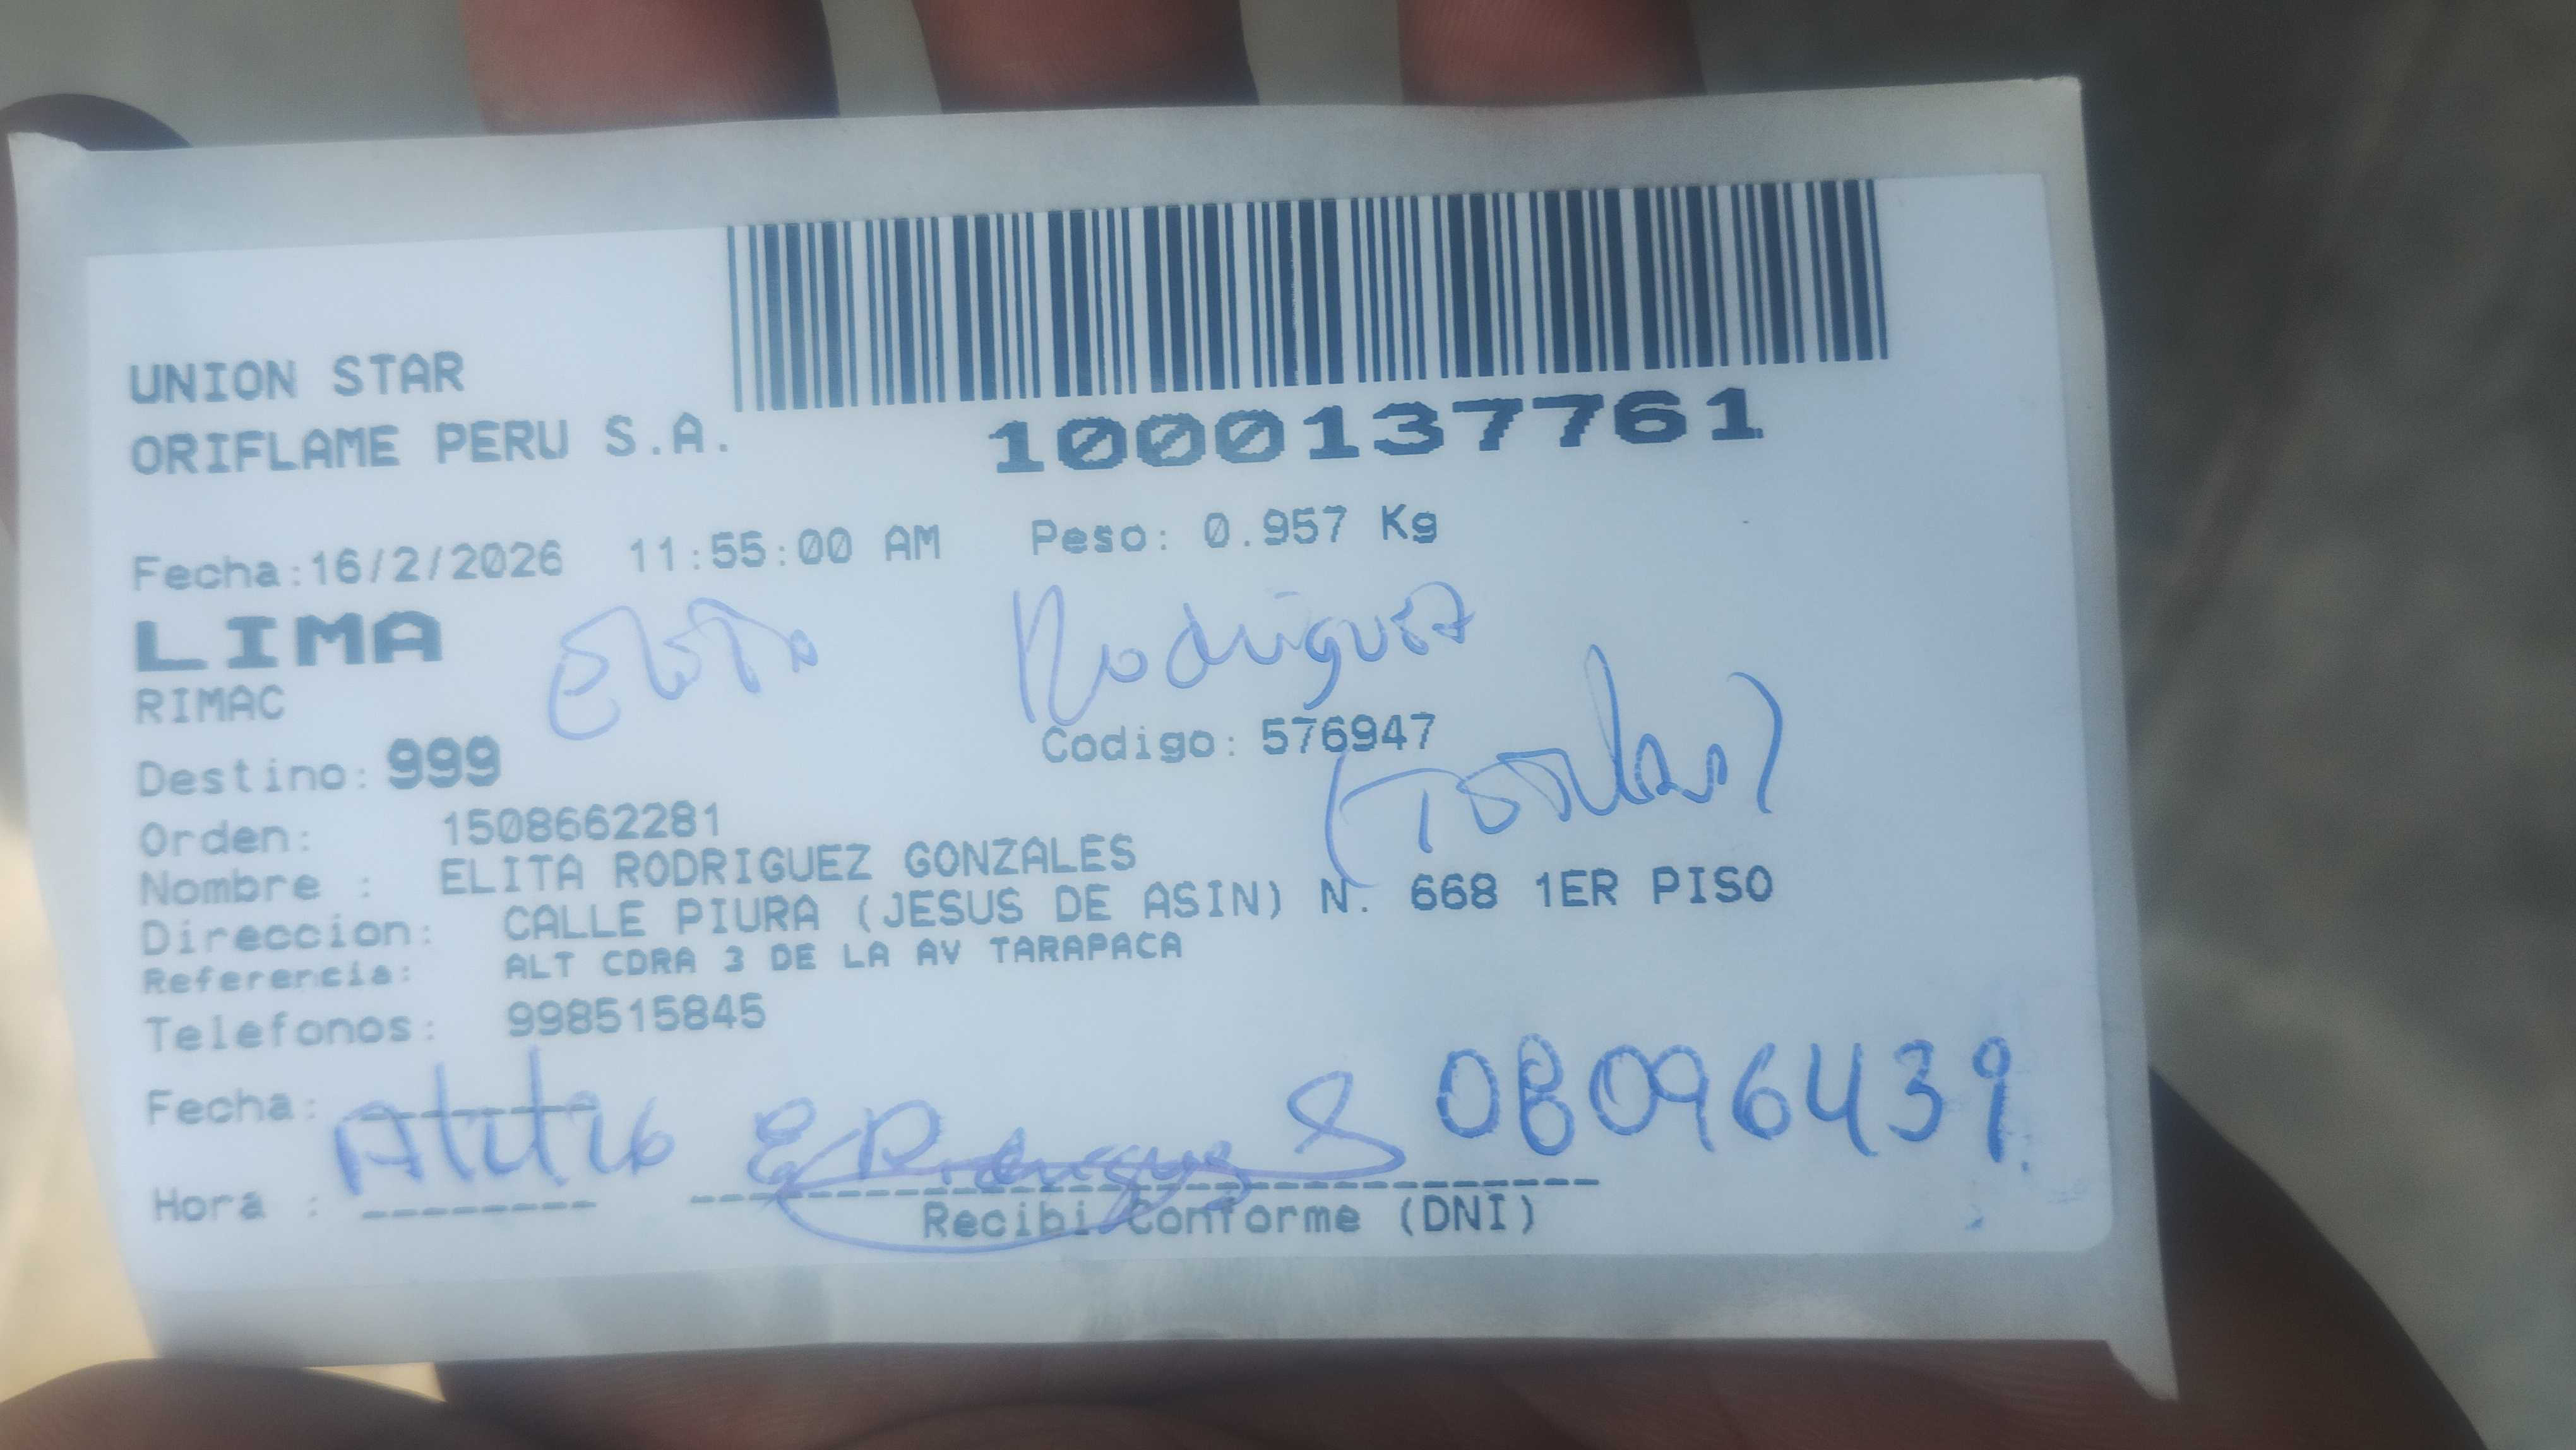 UNION STAR
ORIFLAME PERU S.A.
1000137761
Fecha:16/2/2026 11:55:00 AM Peso: 0.957 Kg
LIMA
RIMAC
Elita Rodriguez
Destino: 999 Codigo: 576947
(Titular)
Orden: 1508662281
Nombre : ELITA RODRIGUEZ GONZALES
Direccion: CALLE PIURA (JESUS DE ASIN) N. 668 1ER PISO
Referencia: ALT CDRA 3 DE LA AV TARAPACA
Telefonos: 998515845
Fecha:
E Rodriguez 08096439
Hora :
Recibi Conforme (DNI)